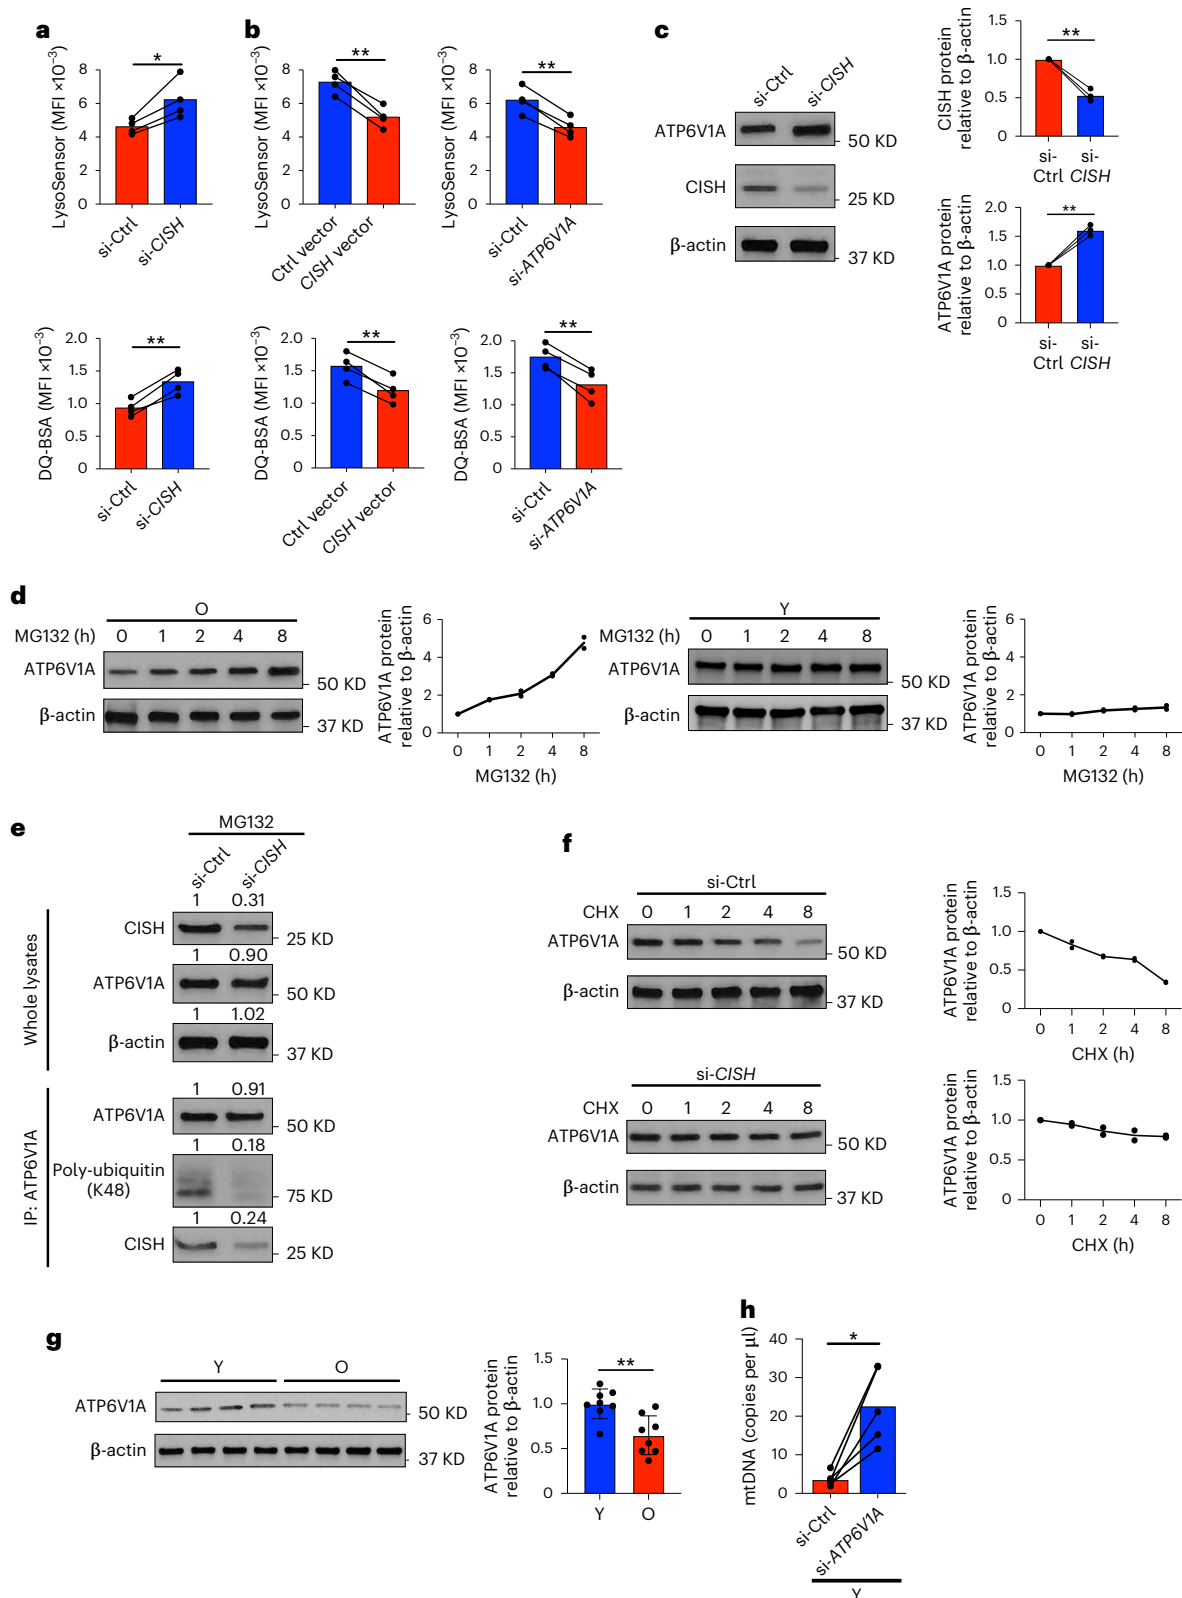 a
LysoSensor (MFI ×10⁻³)
8
6
4
2
0
*
si-Ctrl
si-CISH
b
LysoSensor (MFI ×10⁻³)
8
6
4
2
0
**
Ctrl vector
CISH vector
LysoSensor (MFI ×10⁻³)
8
6
4
2
0
**
si-Ctrl
si-ATP6V1A
DQ-BSA (MFI ×10⁻³)
2.0
1.5
1.0
0.5
0
**
si-Ctrl
si-CISH
DQ-BSA (MFI ×10⁻³)
2.0
1.5
1.0
0.5
0
**
Ctrl vector
CISH vector
DQ-BSA (MFI ×10⁻³)
2.0
1.5
1.0
0.5
0
**
si-Ctrl
si-ATP6V1A
c
si-Ctrl
si-CISH
ATP6V1A
50 KD
CISH
25 KD
β-actin
37 KD
CISH protein
relative to β-actin
1.5
1.0
0.5
0
**
si-
Ctrl
si-
CISH
ATP6V1A protein
relative to β-actin
2.0
1.5
1.0
0.5
0
**
si-
Ctrl
si-
CISH
d
O
MG132 (h)
0 1 2 4 8
ATP6V1A
50 KD
β-actin
37 KD
ATP6V1A protein
relative to β-actin
6
4
2
0
0 1 2 4 8
MG132 (h)
Y
MG132 (h)
0 1 2 4 8
ATP6V1A
50 KD
β-actin
37 KD
ATP6V1A protein
relative to β-actin
6
4
2
0
0 1 2 4 8
MG132 (h)
e
MG132
si-Ctrl
si-CISH
Whole lysates
1 0.31
CISH
25 KD
1 0.90
ATP6V1A
50 KD
1 1.02
β-actin
37 KD
IP: ATP6V1A
1 0.91
ATP6V1A
50 KD
1 0.18
Poly-ubiquitin
(K48)
75 KD
1 0.24
CISH
25 KD
f
si-Ctrl
CHX 0 1 2 4 8
ATP6V1A
50 KD
β-actin
37 KD
ATP6V1A protein
relative to β-actin
1.5
1.0
0.5
0
0 1 2 4 8
CHX (h)
si-CISH
CHX 0 1 2 4 8
ATP6V1A
50 KD
β-actin
37 KD
ATP6V1A protein
relative to β-actin
1.5
1.0
0.5
0
0 1 2 4 8
CHX (h)
g
Y O
ATP6V1A
50 KD
β-actin
37 KD
ATP6V1A protein
relative to β-actin
1.5
1.0
0.5
0
**
Y O
h
mtDNA (copies per µl)
40
30
20
10
0
*
si-Ctrl
si-ATP6V1A
Y